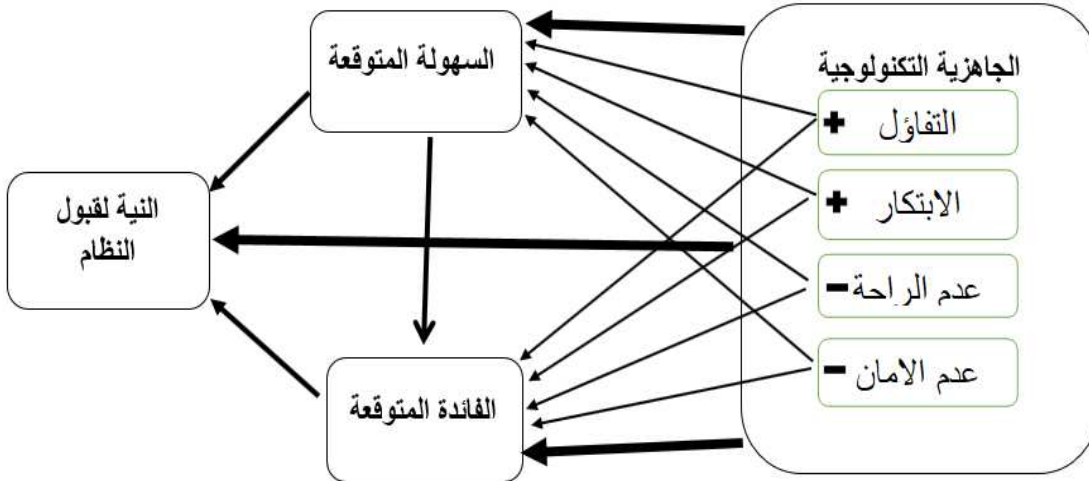 الجاهزية التكنولوجية
+ التفاؤل
+ الابتكار
- عدم الراحة
- عدم الامان
السهولة المتوقعة
الفائدة المتوقعة
النية لقبول
النظام